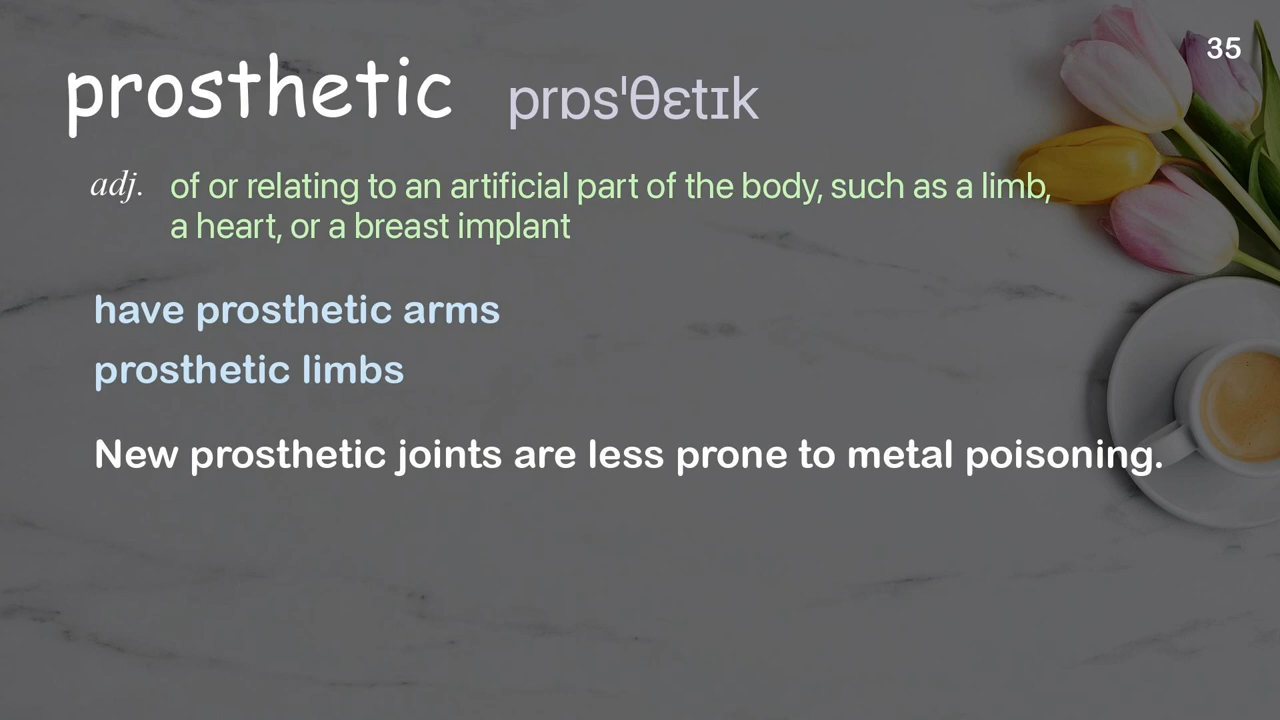 35
prosthetic prɒsˈθɛtɪk
adj. of or relating to an artificial part of the body, such as a limb,
a heart, or a breast implant
have prosthetic arms
prosthetic limbs
New prosthetic joints are less prone to metal poisoning.